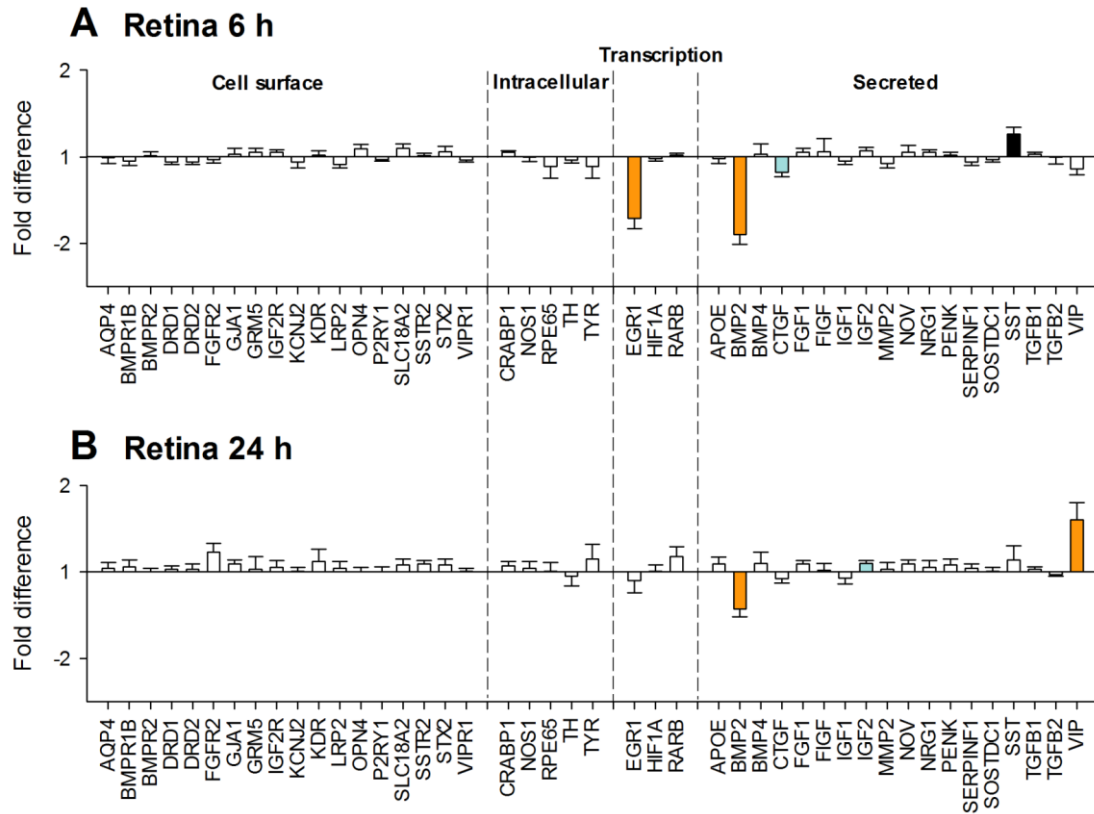 A Retina 6 h
Transcription
Cell surface Intracellular Secreted
2
1
-2
Fold difference
AQP4 BMPR1B BMPR2 DRD1 DRD2 FGFR2 GJA1 GRM5 IGF2R KCNJ2 KDR LRP2 OPN4 P2RY1 SLC18A2 SSTR2 STX2 VIPR1 CRABP1 NOS1 RPE65 TH TYR EGR1 HIF1A RARB APOE BMP2 BMP4 CTGF FGF1 FIGF IGF1 IGF2 MMP2 NOV NRG1 PENK SERPINF1 SOSTDC1 SST TGFB1 TGFB2 VIP
B Retina 24 h
2
1
-2
Fold difference
AQP4 BMPR1B BMPR2 DRD1 DRD2 FGFR2 GJA1 GRM5 IGF2R KCNJ2 KDR LRP2 OPN4 P2RY1 SLC18A2 SSTR2 STX2 VIPR1 CRABP1 NOS1 RPE65 TH TYR EGR1 HIF1A RARB APOE BMP2 BMP4 CTGF FGF1 FIGF IGF1 IGF2 MMP2 NOV NRG1 PENK SERPINF1 SOSTDC1 SST TGFB1 TGFB2 VIP